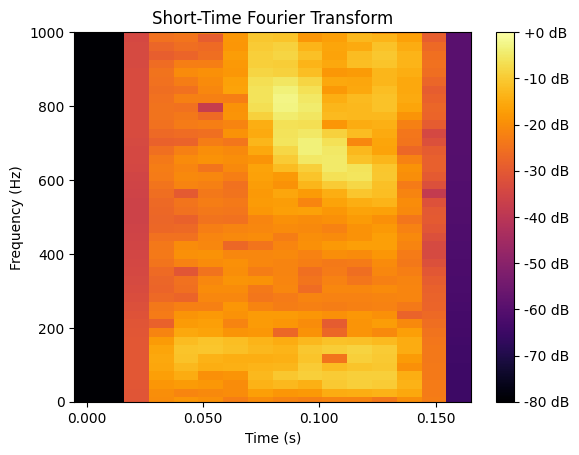 Short-Time Fourier Transform
1000
800
600
400
200
0
Frequency (Hz)
0.000
0.050
0.100
0.150
Time (s)
+0 dB
-10 dB
-20 dB
-30 dB
-40 dB
-50 dB
-60 dB
-70 dB
-80 dB